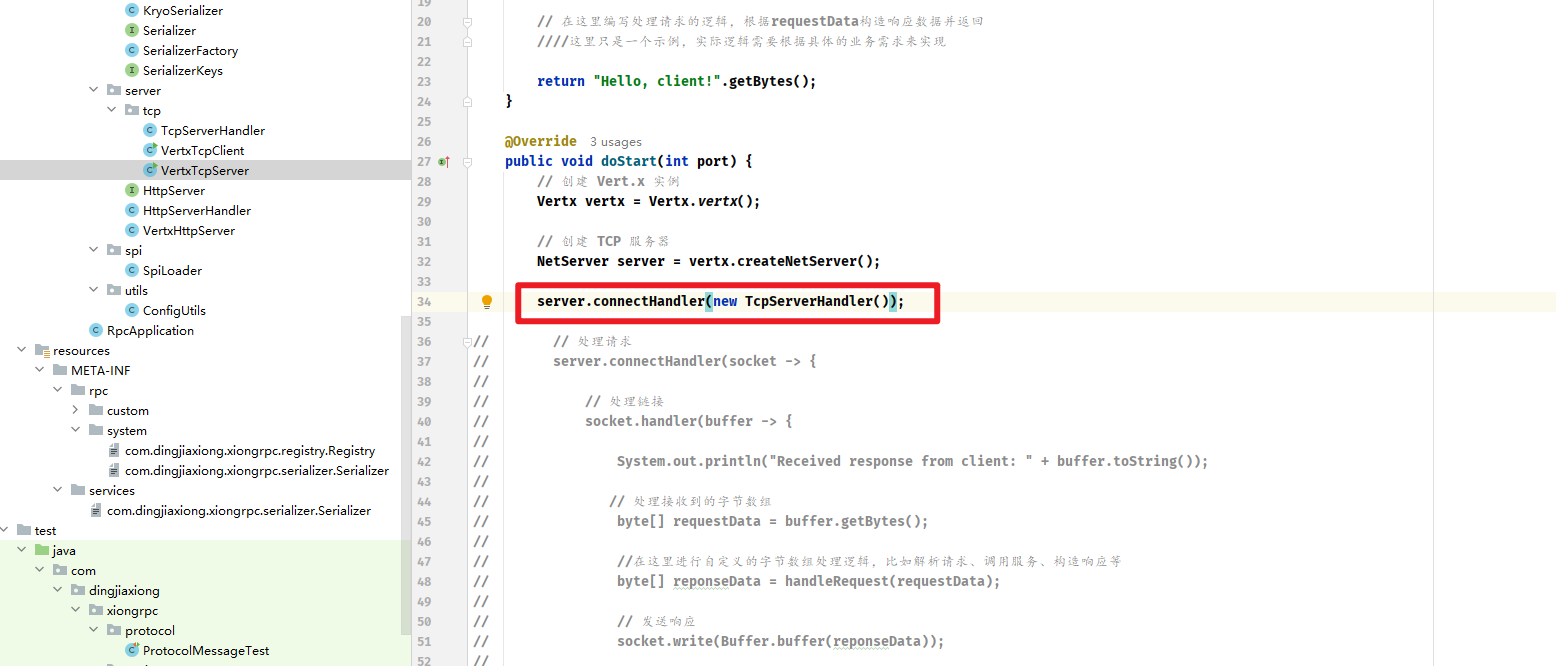 KryoSerializer
Serializer
SerializerFactory
SerializerKeys
server
tcp
TcpServerHandler
VertxTcpClient
VertxTcpServer
HttpServer
HttpServerHandler
VertxHttpServer
spi
SpiLoader
utils
ConfigUtils
RpcApplication
resources
META-INF
rpc
custom
system
com.dingjiaxiong.xiongrpc.registry.Registry
com.dingjiaxiong.xiongrpc.serializer.Serializer
services
com.dingjiaxiong.xiongrpc.serializer.Serializer
test
java
com
dingjiaxiong
xiongrpc
protocol
ProtocolMessageTest
19
20 // 在这里编写处理请求的逻辑，根据requestData构造响应数据并返回
21 ////这里只是一个示例，实际逻辑需要根据具体的业务需求来实现
22
23 return "Hello, client!".getBytes();
24 }
25
26 @Override 3 usages
27 public void doStart(int port) {
28 // 创建 Vert.x 实例
29 Vertx vertx = Vertx.vertx();
30
31 // 创建 TCP 服务器
32 NetServer server = vertx.createNetServer();
33
34 server.connectHandler(new TcpServerHandler());
35
36 // // 处理请求
37 // server.connectHandler(socket -> {
38 //
39 // // 处理链接
40 // socket.handler(buffer -> {
41 //
42 // System.out.println("Received response from client: " + buffer.toString());
43 //
44 // // 处理接收到的字节数组
45 // byte[] requestData = buffer.getBytes();
46 //
47 // //在这里进行自定义的字节数组处理逻辑，比如解析请求、调用服务、构造响应等
48 // byte[] reponseData = handleRequest(requestData);
49 //
50 // // 发送响应
51 // socket.write(Buffer.buffer(reponseData));
52 //